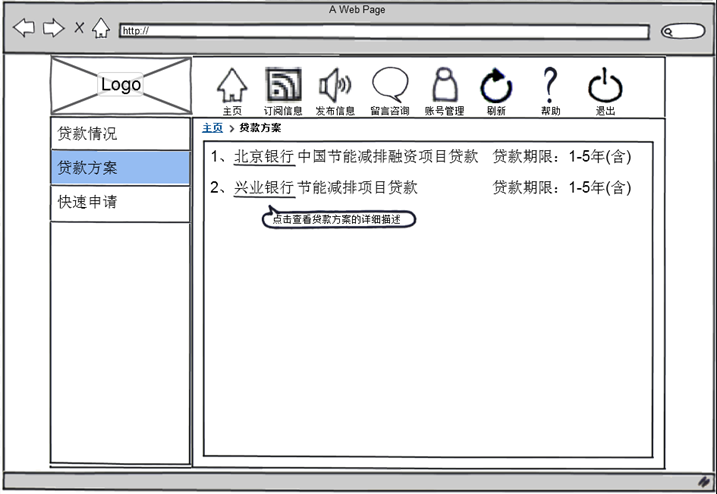 A Web Page
http://
Logo
主页 订阅信息 发布信息 留言咨询 账号管理 刷新 帮助 退出
主页 > 贷款方案
贷款情况
贷款方案
快速申请
1、北京银行 中国节能减排融资项目贷款 贷款期限：1-5年(含)
2、兴业银行 节能减排项目贷款 贷款期限：1-5年(含)
点击查看贷款方案的详细描述